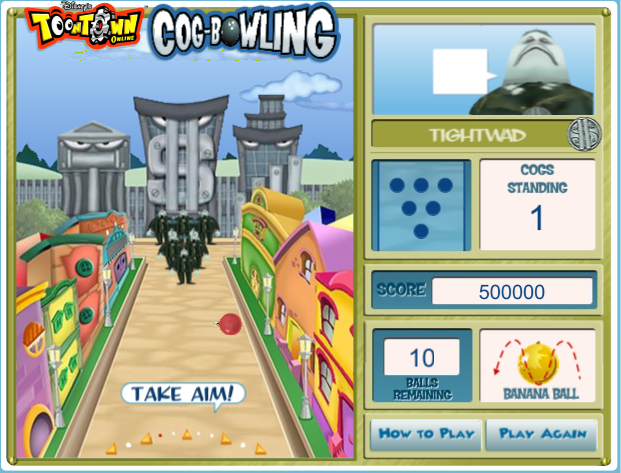 Disney's
TOONTOWN
ONLINE
COG-BOWLING
TIGHTWAD
COGS
STANDING
1
SCORE 500000
10
BALLS
REMAINING
BANANA BALL
TAKE AIM!
HOW TO PLAY
PLAY AGAIN